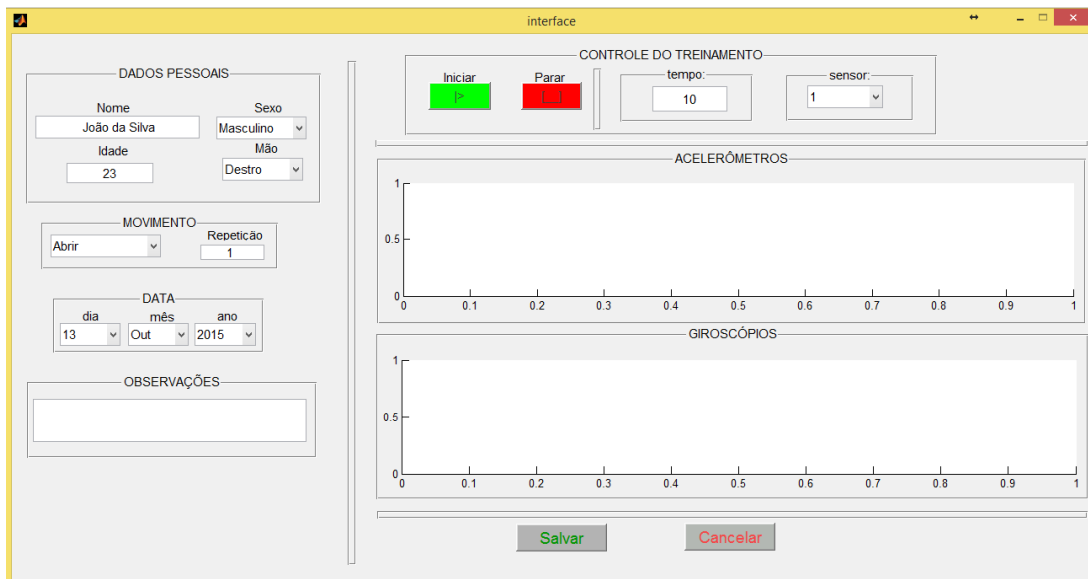 interface
DADOS PESSOAIS
Nome Sexo
João da Silva Masculino
Idade Mão
23 Destro
MOVIMENTO
Abrir Repetição
1
DATA
dia mês ano
13 Out 2015
OBSERVAÇÕES
CONTROLE DO TREINAMENTO
Iniciar Parar tempo: sensor:
|> |__| 10 1
ACELERÔMETROS
1
0.5
0
0 0.1 0.2 0.3 0.4 0.5 0.6 0.7 0.8 0.9 1
GIROSCÓPIOS
1
0.5
0
0 0.1 0.2 0.3 0.4 0.5 0.6 0.7 0.8 0.9 1
Salvar Cancelar